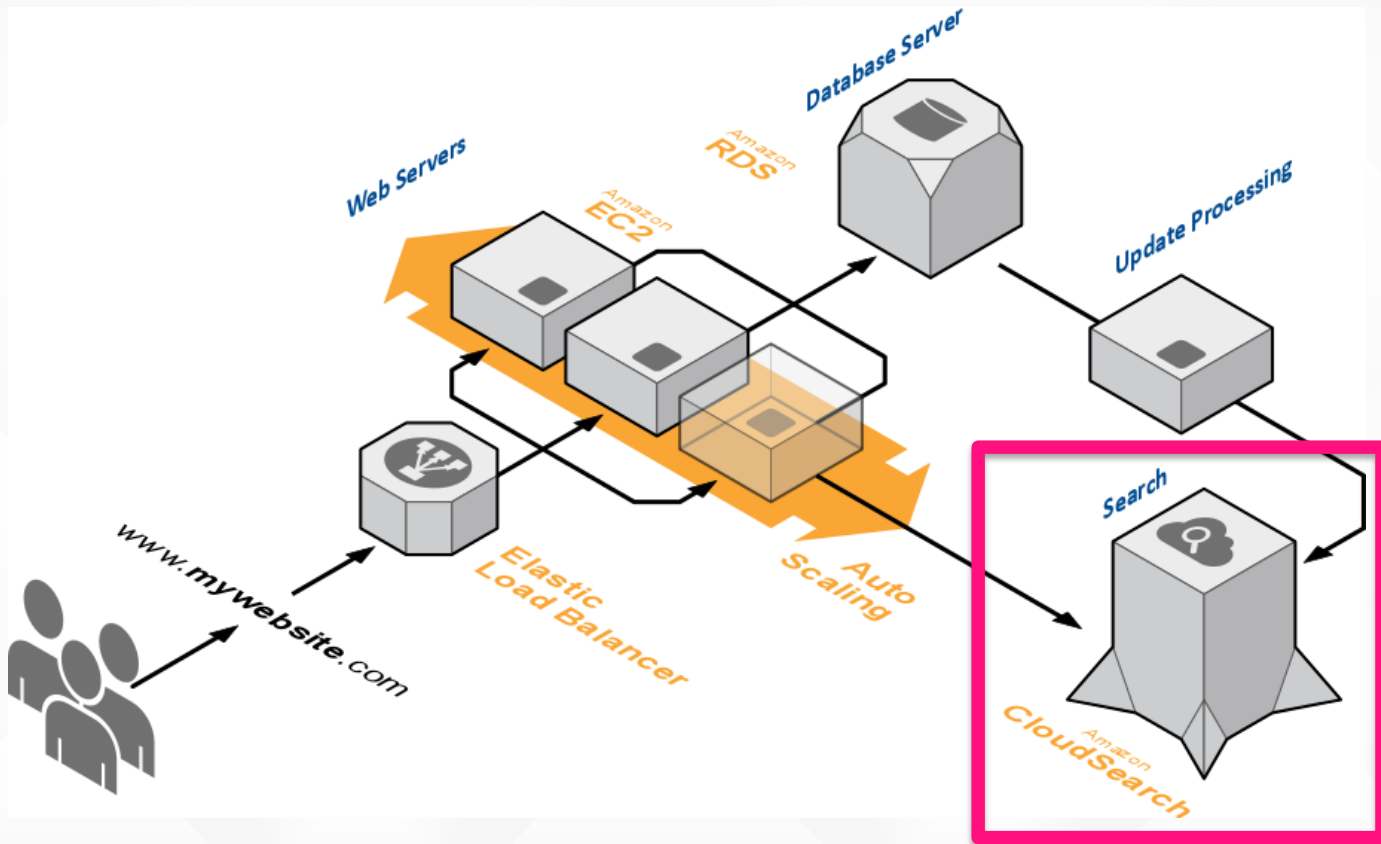 Database Server
Amazon
RDS
Web Servers
Amazon
EC2
Update Processing
Search
www.mywebsite.com
Elastic
Load Balancer
Auto
Scaling
Amazon
CloudSearch